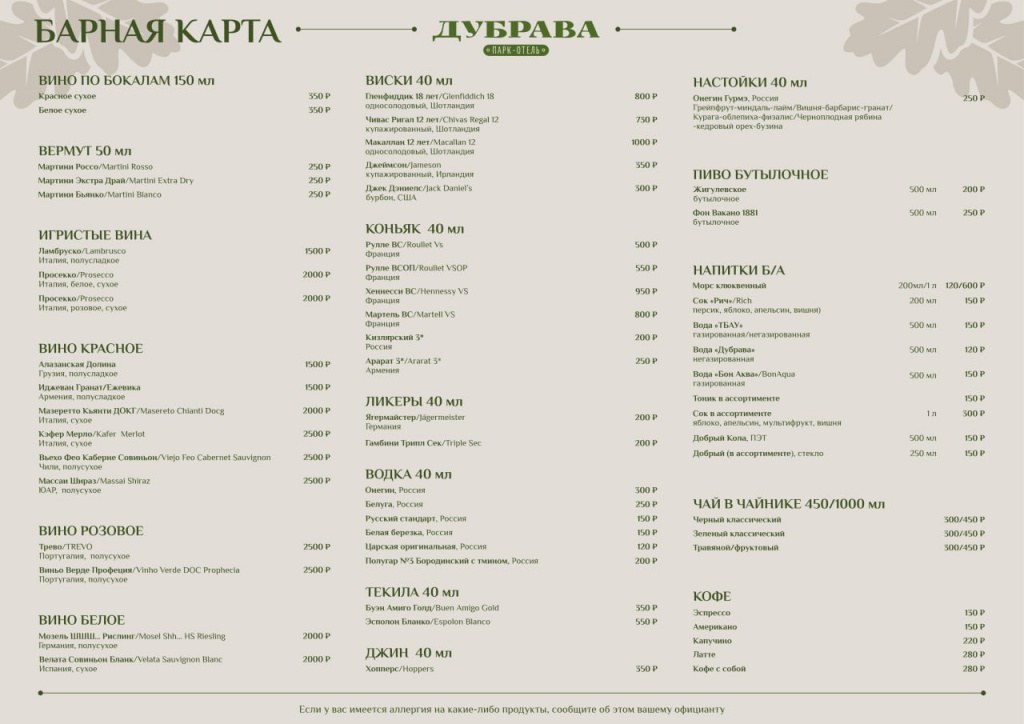 БАРНАЯ КАРТА
ДУБРАВА
•ПАРК-ОТЕЛЬ•
ВИНО ПО БОКАЛАМ 150 мл
Красное сухое 350 ₽
Белое сухое 350 ₽
ВЕРМУТ 50 мл
Мартини Россо/Martini Rosso 250 ₽
Мартини Экстра Драй/Martini Extra Dry 250 ₽
Мартини Бьянко/Martini Bianco 250 ₽
ИГРИСТЫЕ ВИНА
Ламбруско/Lambrusco 1500 ₽
Италия, полусладкое
Просекко/Prosecco 2000 ₽
Италия, белое, сухое
Просекко/Prosecco 2000 ₽
Италия, розовое, сухое
ВИНО КРАСНОЕ
Алазанская Долина 1500 ₽
Грузия, полусладкое
Иджеван Гранат/Ежевика 1500 ₽
Армения, полусладкое
Мазеретто Кьянти ДОКГ/Masereto Chianti Docg 2000 ₽
Италия, сухое
Кэфер Мерло/Kafer Merlot 2500 ₽
Италия, сухое
Вьехо Фео Каберне Совиньон/Viejo Feo Cabernet Sauvignon 2500 ₽
Чили, полусухое
Массаи Шираз/Massai Shiraz 2500 ₽
ЮАР, полусухое
ВИНО РОЗОВОЕ
Трево/TREVO 2500 ₽
Португалия, полусухое
Виньо Верде Профеция/Vinho Verde DOC Prophecia 2500 ₽
Португалия, полусухое
ВИНО БЕЛОЕ
Мозель ШШШ... Рислинг/Mosel Shh... HS Riesling 2000 ₽
Германия, полусухое
Велата Совиньон Бланк/Velata Sauvignon Blanc 2000 ₽
Испания, сухое
ВИСКИ 40 мл
Гленфиддик 18 лет/Glenfiddich 18 800 ₽
односолодовый, Шотландия
Чивас Ригал 12 лет/Chivas Regal 12 750 ₽
купажированный, Шотландия
Макаллан 12 лет/Macallan 12 1000 ₽
односолодовый, Шотландия
Джеймсон/Jameson 350 ₽
купажированный, Ирландия
Джек Дэниелс/Jack Daniel's 300 ₽
бурбон, США
КОНЬЯК 40 мл
Рулле ВС/Roullet Vs 500 ₽
Франция
Рулле ВСОП/Roullet VSOP 550 ₽
Франция
Хеннесси ВС/Hennessy VS 950 ₽
Франция
Мартель ВС/Martell VS 800 ₽
Франция
Кизлярский 3* 200 ₽
Россия
Арарат 3*/Ararat 3* 250 ₽
Армения
ЛИКЕРЫ 40 мл
Ягермайстер/Jägermeister 200 ₽
Германия
Гамбини Трипл Сек/Triple Sec 200 ₽
ВОДКА 40 мл
Онегин, Россия 300 ₽
Белуга, Россия 250 ₽
Русский стандарт, Россия 150 ₽
Белая березка, Россия 150 ₽
Царская оригинальная, Россия 120 ₽
Полугар №3 Бородинский с тмином, Россия 200 ₽
ТЕКИЛА 40 мл
Буэн Амиго Голд/Buen Amigo Gold 350 ₽
Эсполон Бланко/Espolon Blanco 550 ₽
ДЖИН 40 мл
Хопперс/Hoppers 350 ₽
НАСТОЙКИ 40 мл
Онегин Гурмэ, Россия 250 ₽
Грейпфрут-миндаль-лайм/Вишня-барбарис-гранат/
Курага-облепиха-физалис/Черноплодная рябина
-кедровый орех-бузина
ПИВО БУТЫЛОЧНОЕ
Жигулевское 500 мл 200 ₽
бутылочное
Фон Вакано 1881 500 мл 250 ₽
бутылочное
НАПИТКИ Б/А
Морс клюквенный 200мл/1 л 120/600 ₽
Сок «Рич»/Rich 200 мл 150 ₽
персик, яблоко, апельсин, вишня)
Вода «ТБАУ» 500 мл 150 ₽
газированная/негазированная
Вода «Дубрава» 500 мл 120 ₽
негазированная
Вода «Бон Аква»/BonAqua 500 мл 150 ₽
газированная
Тоник в ассортименте 150 ₽
Сок в ассортименте 1 л 300 ₽
яблоко, апельсин, мультифрукт, вишня
Добрый Кола, ПЭТ 500 мл 150 ₽
Добрый (в ассортименте), стекло 250 мл 150 ₽
ЧАЙ В ЧАЙНИКЕ 450/1000 мл
Черный классический 300/450 ₽
Зеленый классический 300/450 ₽
Травяной/фруктовый 300/450 ₽
КОФЕ
Эспрессо 130 ₽
Американо 150 ₽
Капучино 220 ₽
Латте 280 ₽
Кофе с собой 280 ₽
Если у вас имеется аллергия на какие-либо продукты, сообщите об этом вашему официанту